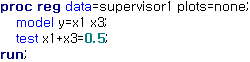 proc reg data=supervisor1 plots=none;
model y=x1 x3;
test x1+x3=0.5;
run;